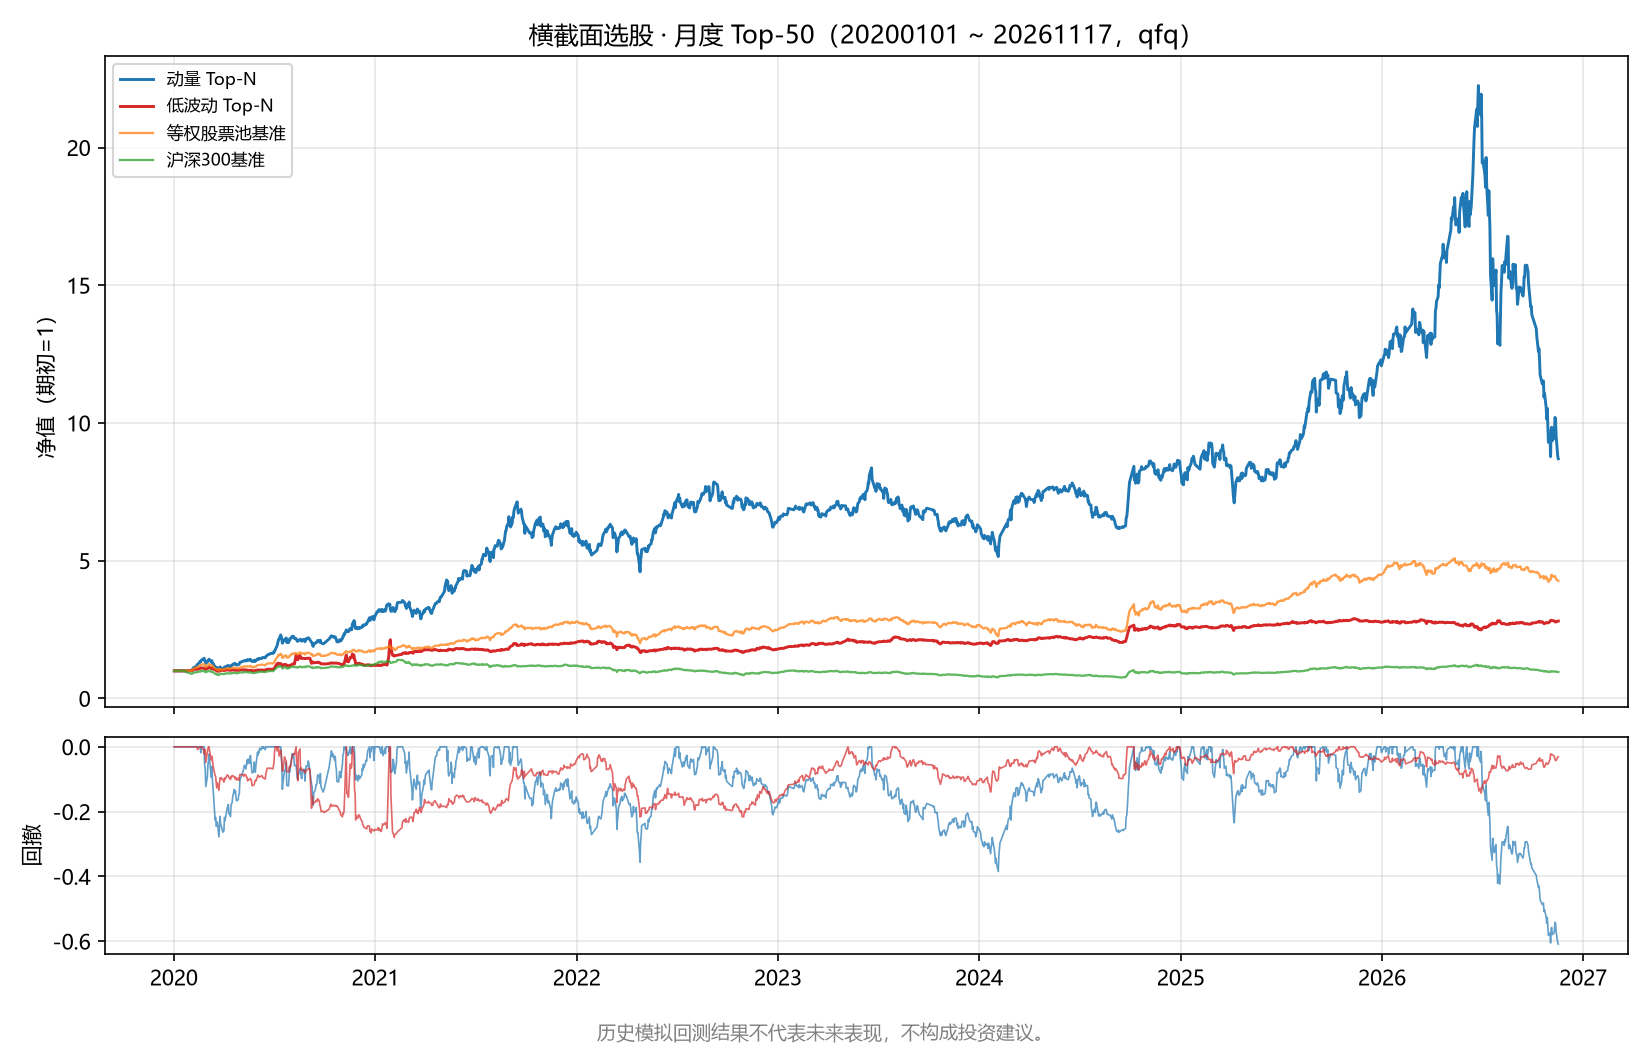 横截面选股 · 月度 Top-50（20200101 ~ 20261117，qfq）
动量 Top-N
低波动 Top-N
等权股票池基准
沪深300基准
净值（期初=1）
20
15
10
5
0
回撤
0.0
-0.2
-0.4
-0.6
2020
2021
2022
2023
2024
2025
2026
2027
历史模拟回测结果不代表未来表现，不构成投资建议。